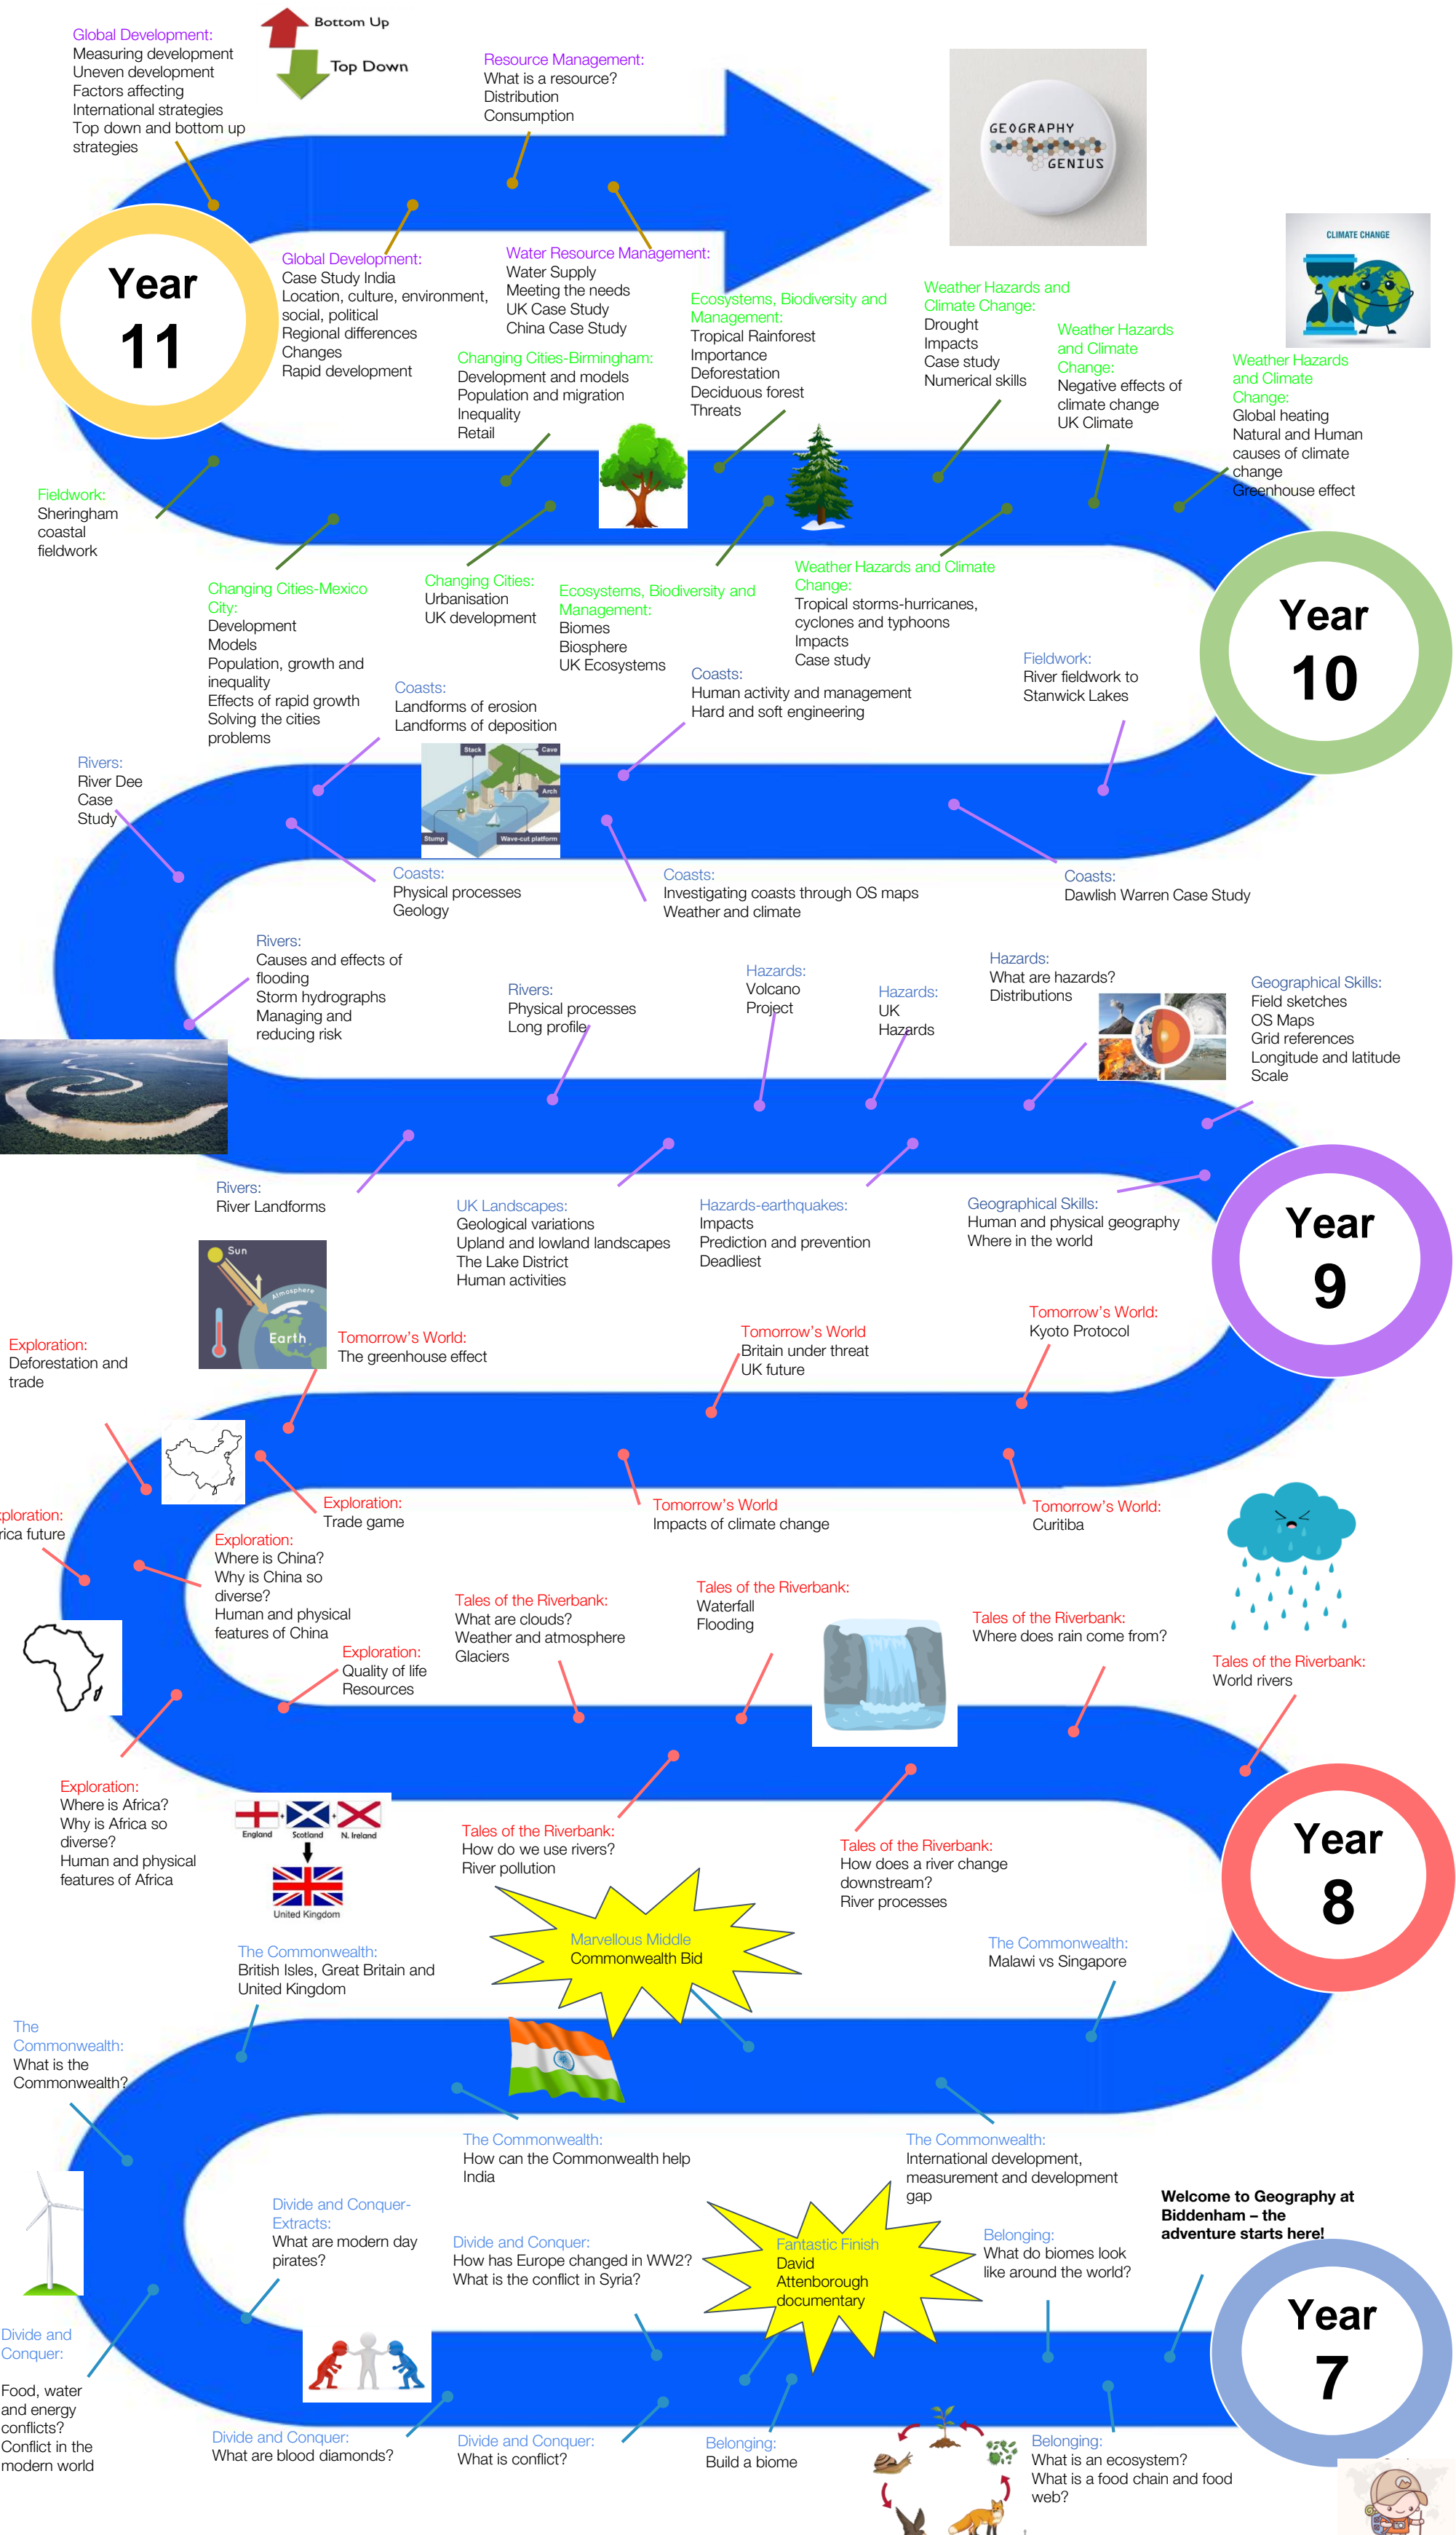 Global Development:
Measuring development
Uneven development
Factors affecting
International strategies
Top down and bottom up
strategies
Bottom Up
Top Down
Resource Management:
What is a resource?
Distribution
Consumption
GEOGRAPHY
GENIUS
CLIMATE CHANGE
Year
11
Global Development:
Case Study India
Location, culture, environment,
social, political
Regional differences
Changes
Rapid development
Water Resource Management:
Water Supply
Meeting the needs
UK Case Study
China Case Study
Changing Cities-Birmingham:
Development and models
Population and migration
Inequality
Retail
Ecosystems, Biodiversity and
Management:
Tropical Rainforest
Importance
Deforestation
Deciduous forest
Threats
Weather Hazards and
Climate Change:
Drought
Impacts
Case study
Numerical skills
Weather Hazards
and Climate
Change:
Negative effects of
climate change
UK Climate
Weather Hazards
and Climate
Change:
Global heating
Natural and Human
causes of climate
change
Greenhouse effect
Fieldwork:
Sheringham
coastal
fieldwork
Changing Cities-Mexico
City:
Development
Models
Population, growth and
inequality
Effects of rapid growth
Solving the cities
problems
Changing Cities:
Urbanisation
UK development
Ecosystems, Biodiversity and
Management:
Biomes
Biosphere
UK Ecosystems
Weather Hazards and Climate
Change:
Tropical storms-hurricanes,
cyclones and typhoons
Impacts
Case study
Year
10
Rivers:
River Dee
Case
Study
Coasts:
Landforms of erosion
Landforms of deposition
Coasts:
Human activity and management
Hard and soft engineering
Fieldwork:
River fieldwork to
Stanwick Lakes
Stack
Cave
Arch
Stump
Wave-cut platform
Coasts:
Physical processes
Geology
Coasts:
Investigating coasts through OS maps
Weather and climate
Coasts:
Dawlish Warren Case Study
Rivers:
Causes and effects of
flooding
Storm hydrographs
Managing and
reducing risk
Rivers:
Physical processes
Long profile
Hazards:
Volcano
Project
Hazards:
UK
Hazards
Hazards:
What are hazards?
Distributions
Geographical Skills:
Field sketches
OS Maps
Grid references
Longitude and latitude
Scale
Rivers:
River Landforms
UK Landscapes:
Geological variations
Upland and lowland landscapes
The Lake District
Human activities
Hazards-earthquakes:
Impacts
Prediction and prevention
Deadliest
Geographical Skills:
Human and physical geography
Where in the world
Year
9
Sun
Atmosphere
Earth
Exploration:
Deforestation and
trade
Tomorrow's World:
The greenhouse effect
Tomorrow's World
Britain under threat
UK future
Tomorrow's World:
Kyoto Protocol
ploration:
rica future
Exploration:
Trade game
Tomorrow's World
Impacts of climate change
Tomorrow's World:
Curitiba
Exploration:
Where is China?
Why is China so
diverse?
Human and physical
features of China
Exploration:
Quality of life
Resources
Tales of the Riverbank:
What are clouds?
Weather and atmosphere
Glaciers
Tales of the Riverbank:
Waterfall
Flooding
Tales of the Riverbank:
Where does rain come from?
Tales of the Riverbank:
World rivers
Exploration:
Where is Africa?
Why is Africa so
diverse?
Human and physical
features of Africa
England
Scotland
N. Ireland
United Kingdom
Tales of the Riverbank:
How do we use rivers?
River pollution
Tales of the Riverbank:
How does a river change
downstream?
River processes
Year
8
Marvellous Middle
Commonwealth Bid
The Commonwealth:
British Isles, Great Britain and
United Kingdom
The Commonwealth:
Malawi vs Singapore
The
Commonwealth:
What is the
Commonwealth?
The Commonwealth:
How can the Commonwealth help
India
The Commonwealth:
International development,
measurement and development
gap
Divide and Conquer-
Extracts:
What are modern day
pirates?
Divide and Conquer:
How has Europe changed in WW2?
What is the conflict in Syria?
Fantastic Finish
David
Attenborough
documentary
Belonging:
What do biomes look
like around the world?
Welcome to Geography at
Biddenham – the
adventure starts here!
Divide and
Conquer:
Food, water
and energy
conflicts?
Conflict in the
modern world
Divide and Conquer:
What are blood diamonds?
Divide and Conquer:
What is conflict?
Belonging:
Build a biome
Belonging:
What is an ecosystem?
What is a food chain and food
web?
Year
7